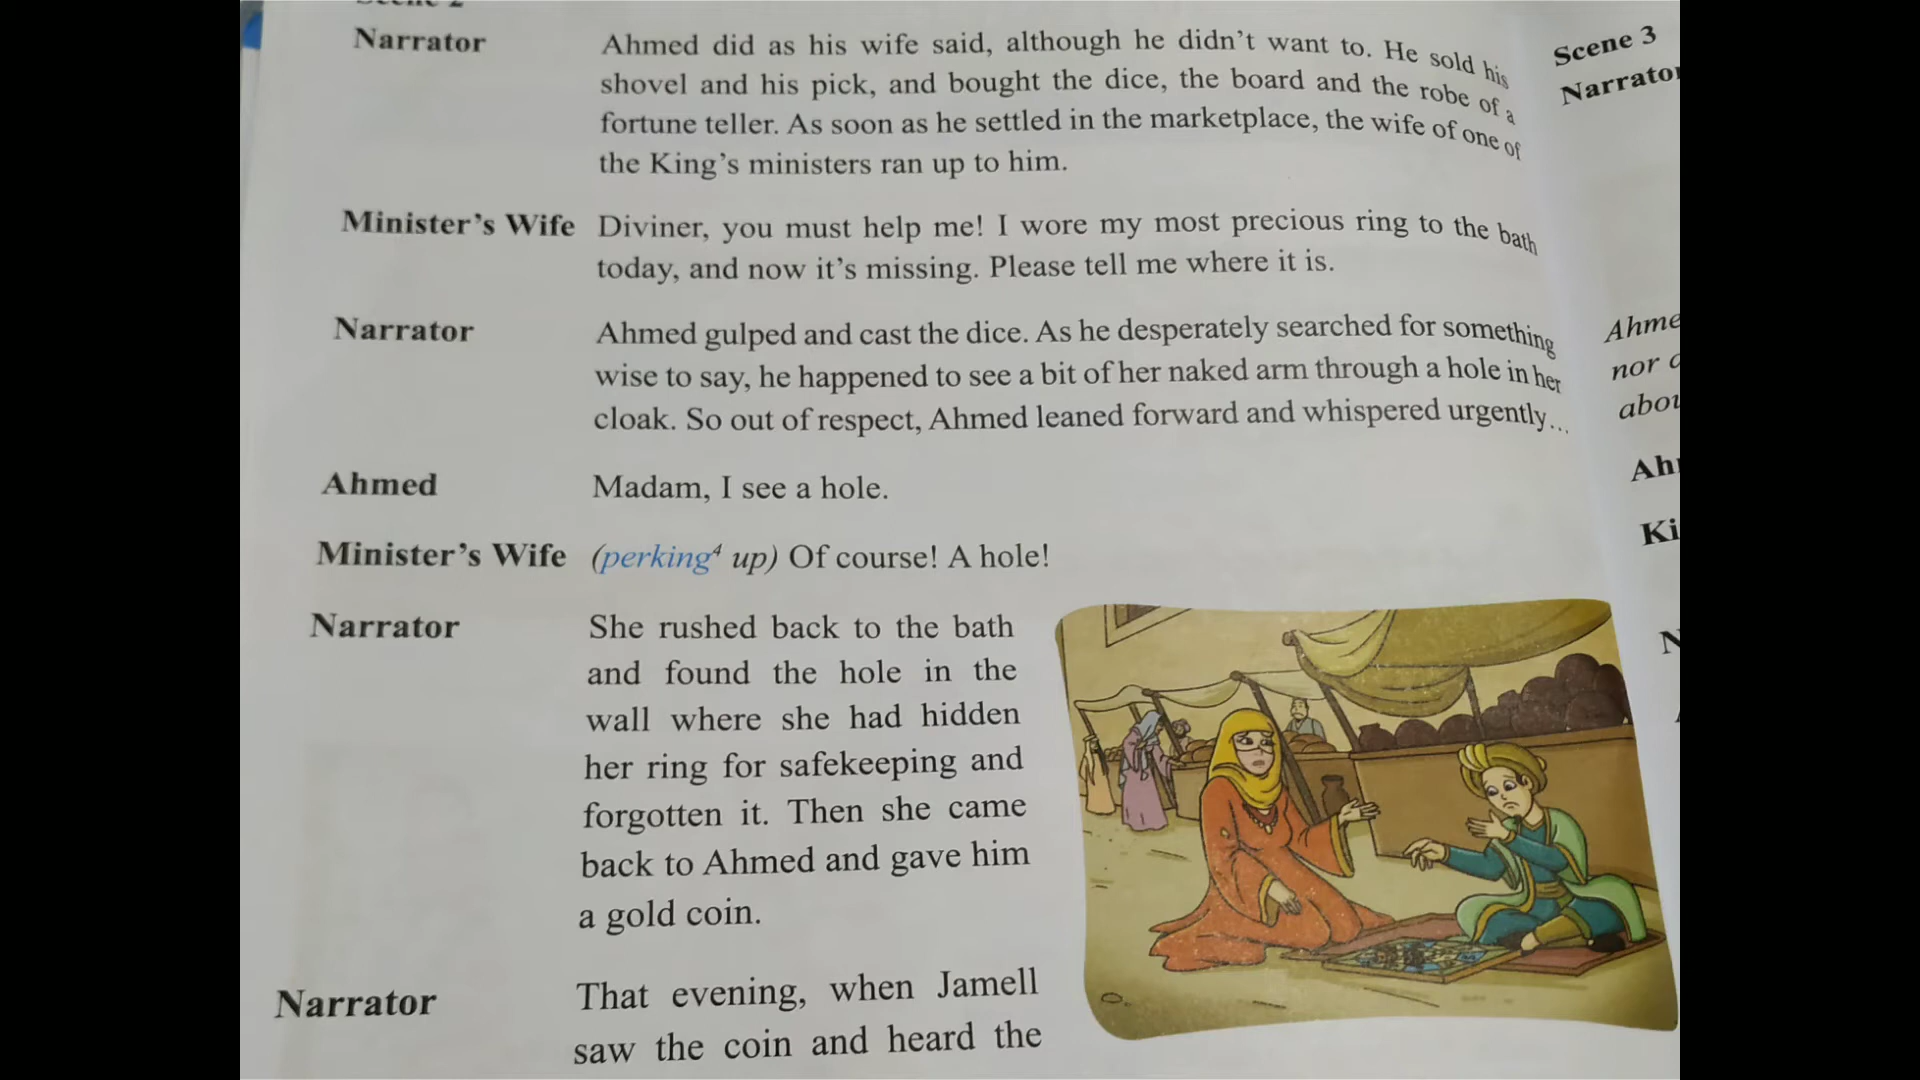 Narrator
Ahmed did as his wife said, although he didn't want to. He sold his
shovel and his pick, and bought the dice, the board and the robe of a
fortune teller. As soon as he settled in the marketplace, the wife of one of
the King's ministers ran up to him.
Minister's Wife
Diviner, you must help me! I wore my most precious ring to the bath
today, and now it's missing. Please tell me where it is.
Narrator
Ahmed gulped and cast the dice. As he desperately searched for something
wise to say, he happened to see a bit of her naked arm through a hole in her
cloak. So out of respect, Ahmed leaned forward and whispered urgently...
Ahmed
Madam, I see a hole.
Minister's Wife
(perking⁴ up) Of course! A hole!
Narrator
She rushed back to the bath
and found the hole in the
wall where she had hidden
her ring for safekeeping and
forgotten it. Then she came
back to Ahmed and gave him
a gold coin.
Narrator
That evening, when Jamell
saw the coin and heard the
Scene 3
Narrator
nor